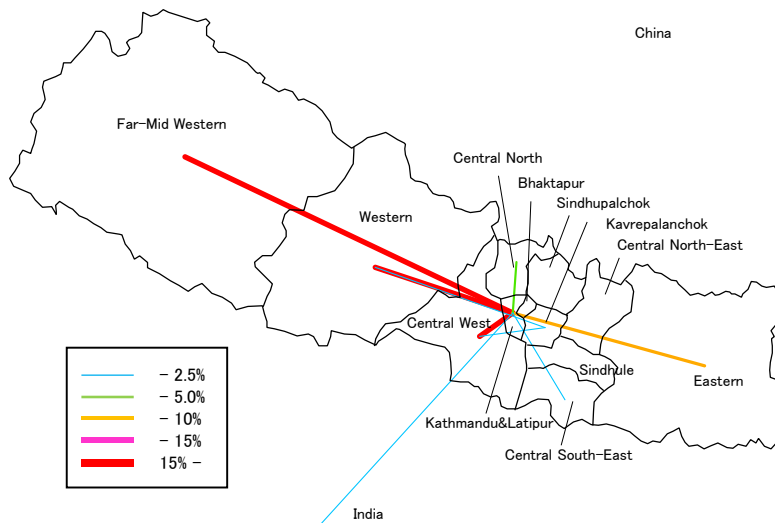 China
Far-Mid Western
Central North
Bhaktapur
Sindhupalchok
Western
Kavrepalanchok
Central North-East
Central West
Sindhule
Eastern
Kathmandu&Latipur
Central South-East
India
- 2.5%
- 5.0%
- 10%
- 15%
15% -